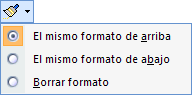 El mismo formato de arriba
El mismo formato de abajo
Borrar formato